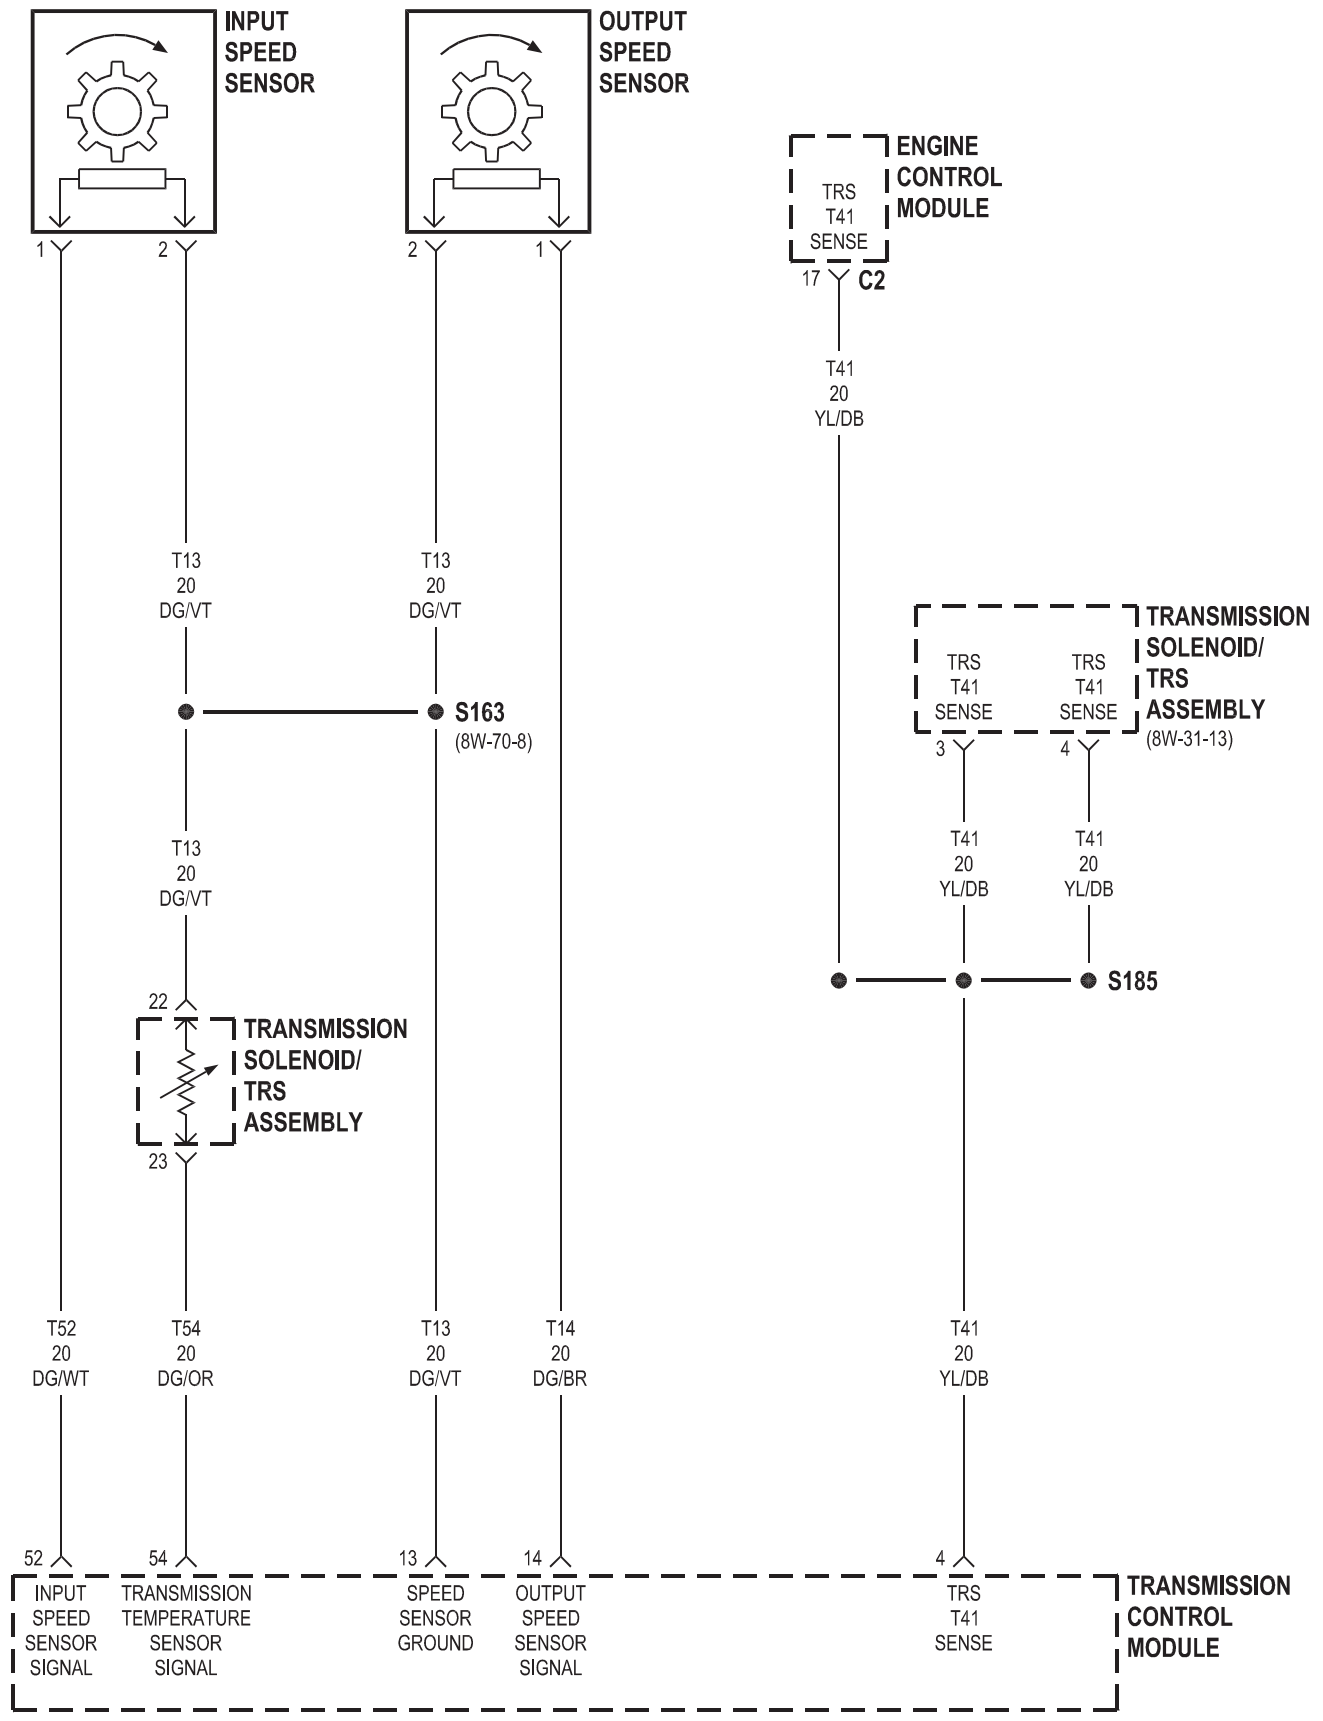 INPUT
SPEED
SENSOR
OUTPUT
SPEED
SENSOR
1
2
2
1
ENGINE
CONTROL
MODULE
TRS
T41
SENSE
17
C2
T41
20
YL/DB
T13
20
DG/VT
T13
20
DG/VT
S163
(8W-70-8)
TRANSMISSION
SOLENOID/
TRS
ASSEMBLY
(8W-31-13)
TRS
T41
SENSE
TRS
T41
SENSE
3
4
T41
20
YL/DB
T41
20
YL/DB
S185
T13
20
DG/VT
22
TRANSMISSION
SOLENOID/
TRS
ASSEMBLY
23
T52
20
DG/WT
T54
20
DG/OR
T13
20
DG/VT
T14
20
DG/BR
T41
20
YL/DB
52
54
13
14
4
INPUT
SPEED
SENSOR
SIGNAL
TRANSMISSION
TEMPERATURE
SENSOR
SIGNAL
SPEED
SENSOR
GROUND
OUTPUT
SPEED
SENSOR
SIGNAL
TRS
T41
SENSE
TRANSMISSION
CONTROL
MODULE